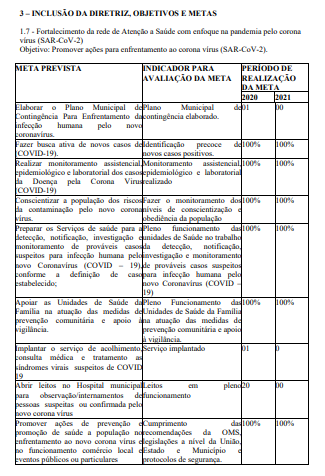 3 – INCLUSÃO DA DIRETRIZ, OBJETIVOS E METAS
1.7 - Fortalecimento da rede de Atenção a Saúde com enfoque na pandemia pelo corona
vírus (SAR-CoV-2)
Objetivo: Promover ações para enfrentamento ao corona vírus (SAR-CoV-2).
META PREVISTA
INDICADOR PARA
AVALIAÇÃO DA META
PERÍODO DE
REALIZAÇÃO
DA META
2020 2021
Elaborar o Plano Municipal de
Contingência Para Enfrentamento da
infecção humana pelo novo
coronavírus.
Plano Municipal de
contingência elaborado.
01 00
Fazer busca ativa de novos casos de
(COVID-19).
Identificação precoce de
novos casos positivos.
100% 100%
Realizar monitoramento assistencial,
epidemiológico e laboratorial dos casos
da Doença pela Corona Vírus
(COVID-19)
Monitoramento assistencial,
epidemiológico e laboratorial
realizado
100% 100%
Conscientizar a população dos riscos
da contaminação pelo novo corona
vírus.
Fazer o monitoramento dos
níveis de conscientização e
obediência da população
100% 100%
Preparar os Serviços de saúde para a
detecção, notificação, investigação e
monitoramento de prováveis casos
suspeitos para infecção humana pelo
novo Coronavírus (COVID – 19),
conforme a definição de caso
estabelecido;
Pleno funcionamento das
unidades de Saúde no trabalho
da detecção, notificação,
investigação e monitoramento
de prováveis casos suspeitos
para infecção humana pelo
novo Coronavírus (COVID –
19)
100% 100%
Apoiar as Unidades de Saúde da
Família na atuação das medidas de
prevenção comunitária e apoio à
vigilância.
Pleno Funcionamento das
Unidades de Saúde da Família
na atuação das medidas de
prevenção comunitária e apoio
à vigilância.
100% 100%
Implantar o serviço de acolhimento,
consulta médica e tratamento as
síndromes virais suspeitos de COVID
19
Serviço implantado
01 0
Abrir leitos no Hospital municipal
para observação/internamentos de
pessoas suspeitas ou confirmada pelo
novo corona vírus
Leitos em pleno
funcionamento
20 00
Promover ações de prevenção e
promoção de saúde a população no
enfrentamento ao novo corona vírus e
no funcionamento comércio local e
eventos públicos ou particulares
Cumprimento das
recomendações da OMS,
legislações a nível da União,
Estado e Município e
protocolos de segurança.
100% 100%